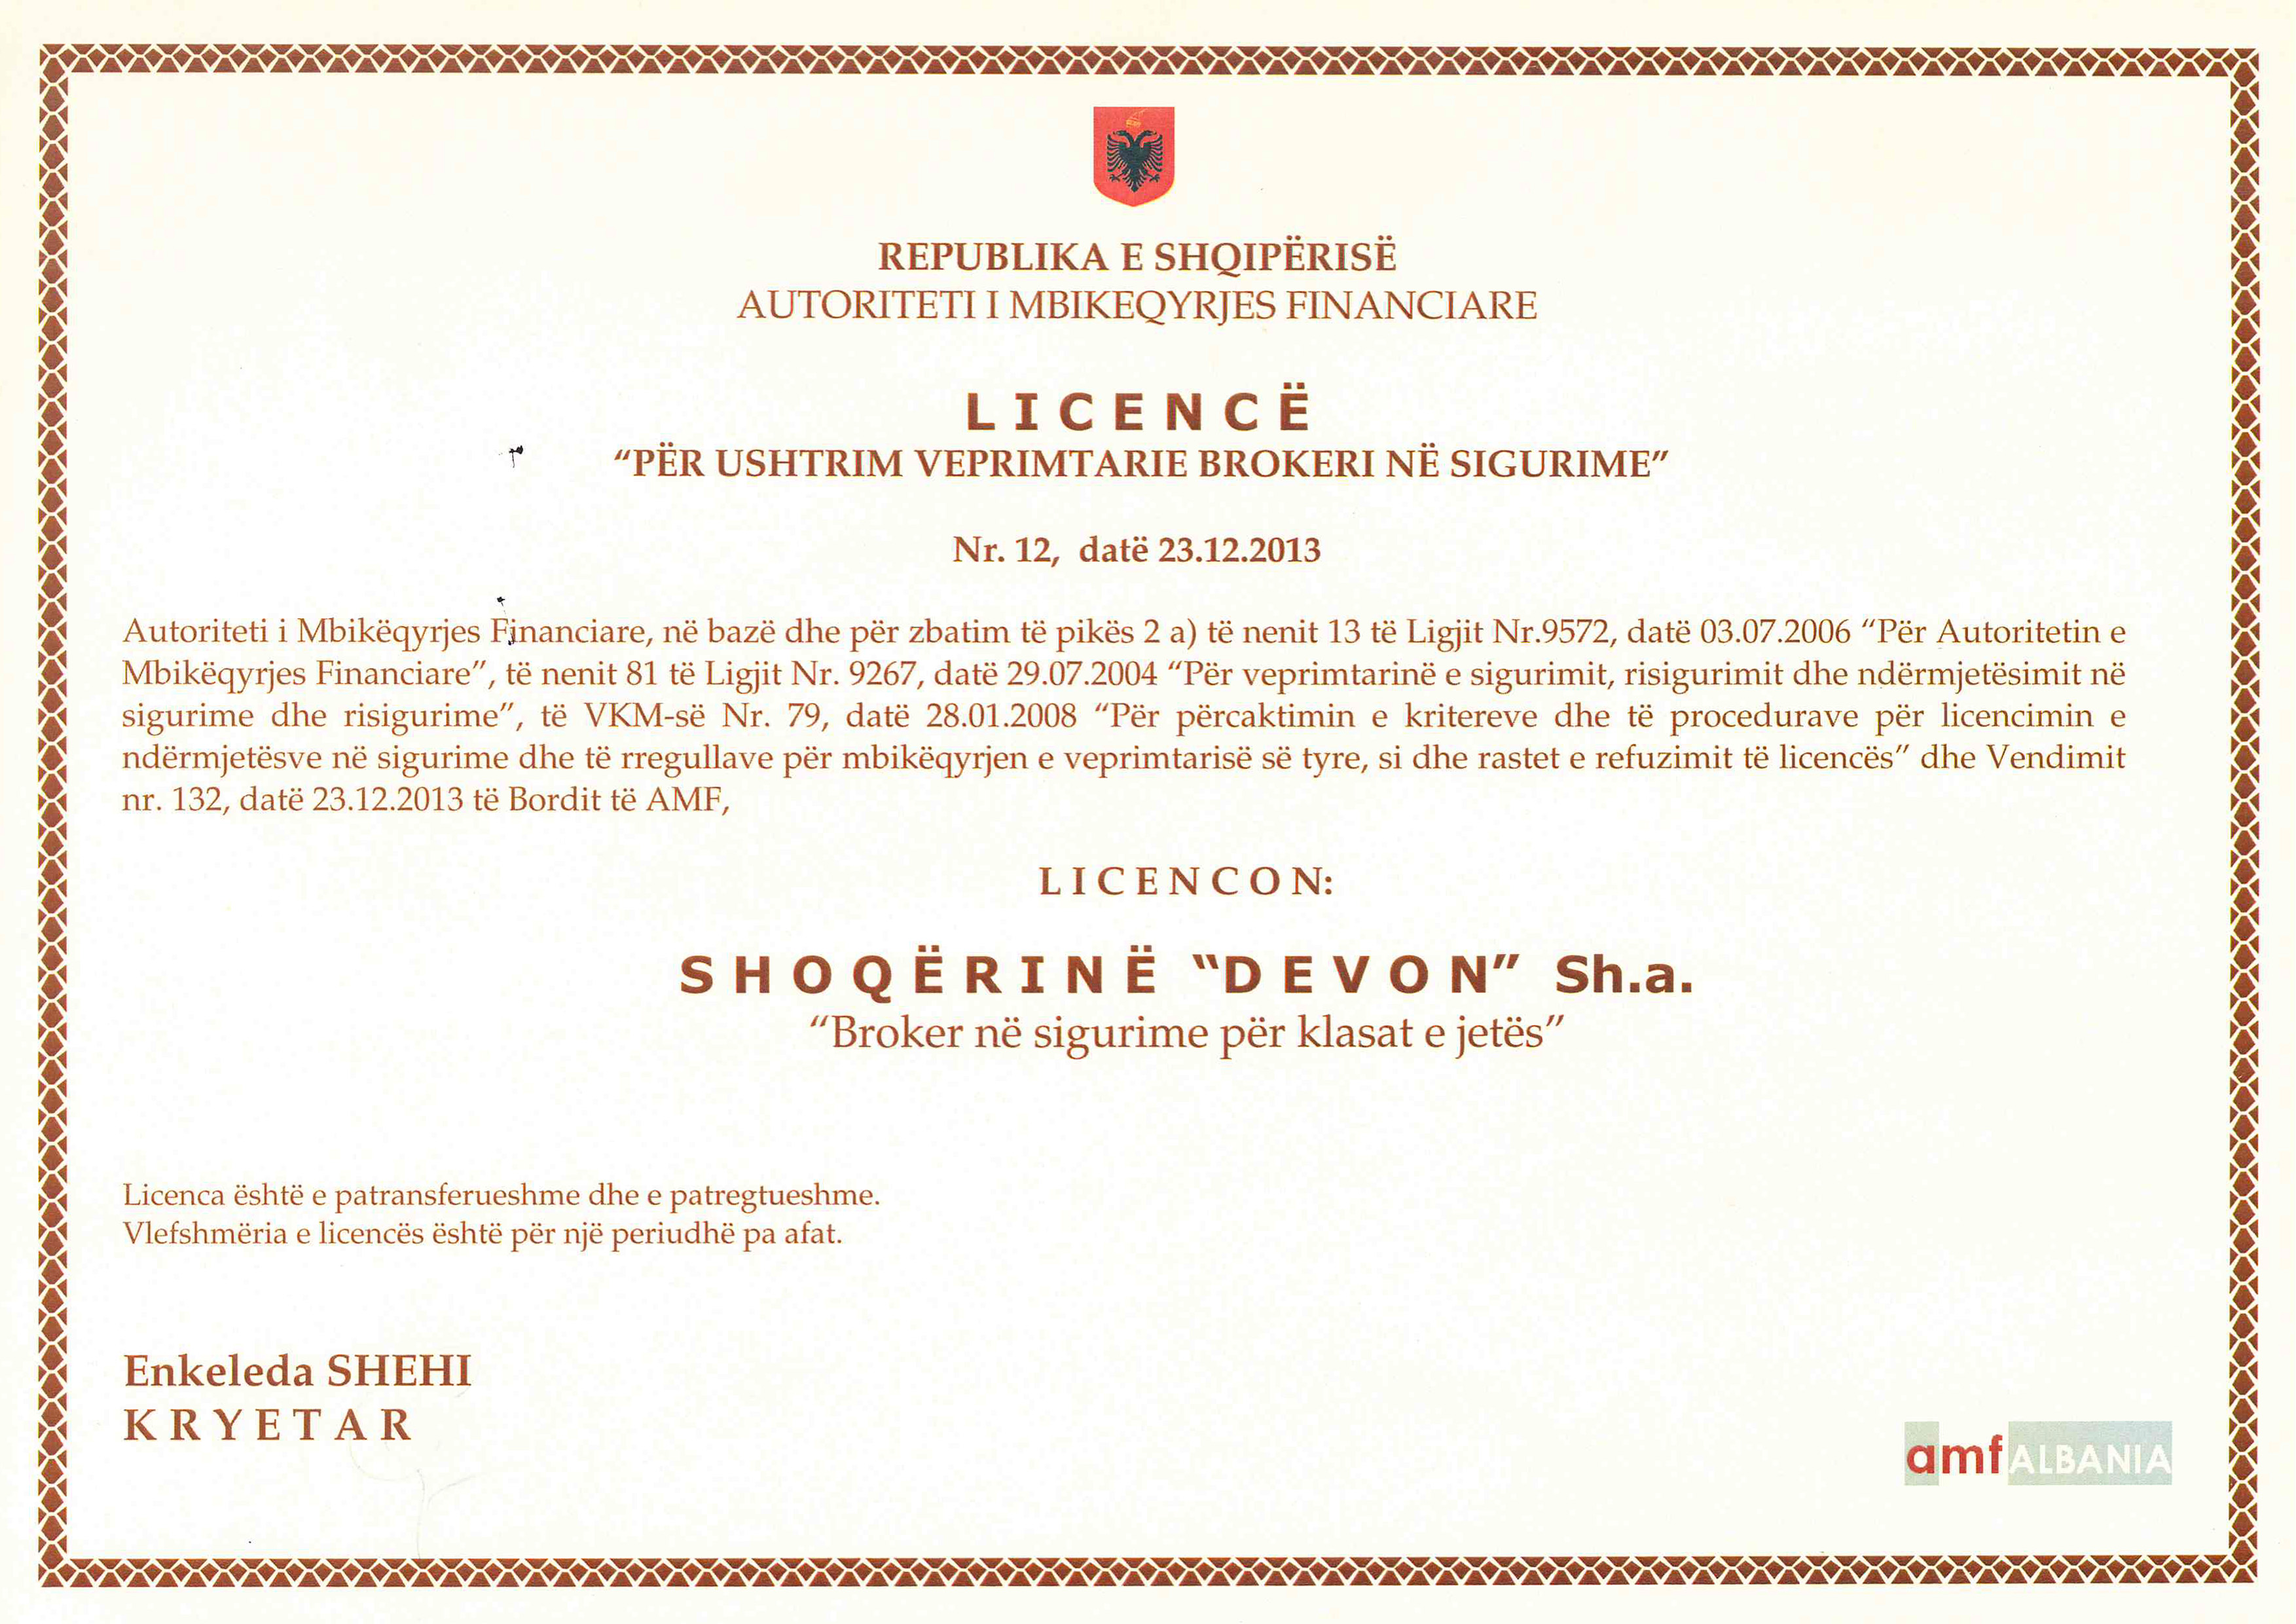 REPUBLIKA E SHQIPËRISË
AUTORITETI I MBIKEQYRJES FINANCIARE
LICENCË
“PËR USHTRIM VEPRIMTARIE BROKERI NË SIGURIME”
Nr. 12, datë 23.12.2013
Autoriteti i Mbikëqyrjes Financiare, në bazë dhe për zbatim të pikës 2 a) të nenit 13 të Ligjit Nr.9572, datë 03.07.2006 “Për Autoritetin e
Mbikëqyrjes Financiare”, të nenit 81 të Ligjit Nr. 9267, datë 29.07.2004 “Për veprimtarinë e sigurimit, risigurimit dhe ndërmjetësimit në
sigurime dhe risigurime”, të VKM-së Nr. 79, datë 28.01.2008 “Për përcaktimin e kritereve dhe të procedurave për licencimin e
ndërmjetësve në sigurime dhe të rregullave për mbikëqyrjen e veprimtarisë së tyre, si dhe rastet e refuzimit të licencës” dhe Vendimit
nr. 132, datë 23.12.2013 të Bordit të AMF,
LICENCON:
SHOQËRINË “DEVON” Sh.a.
“Broker në sigurime për klasat e jetës”
Licenca është e patransferueshme dhe e patregtueshme.
Vlefshmëria e licencës është për një periudhë pa afat.
Enkeleda SHEHI
KRYETAR
amf ALBANIA